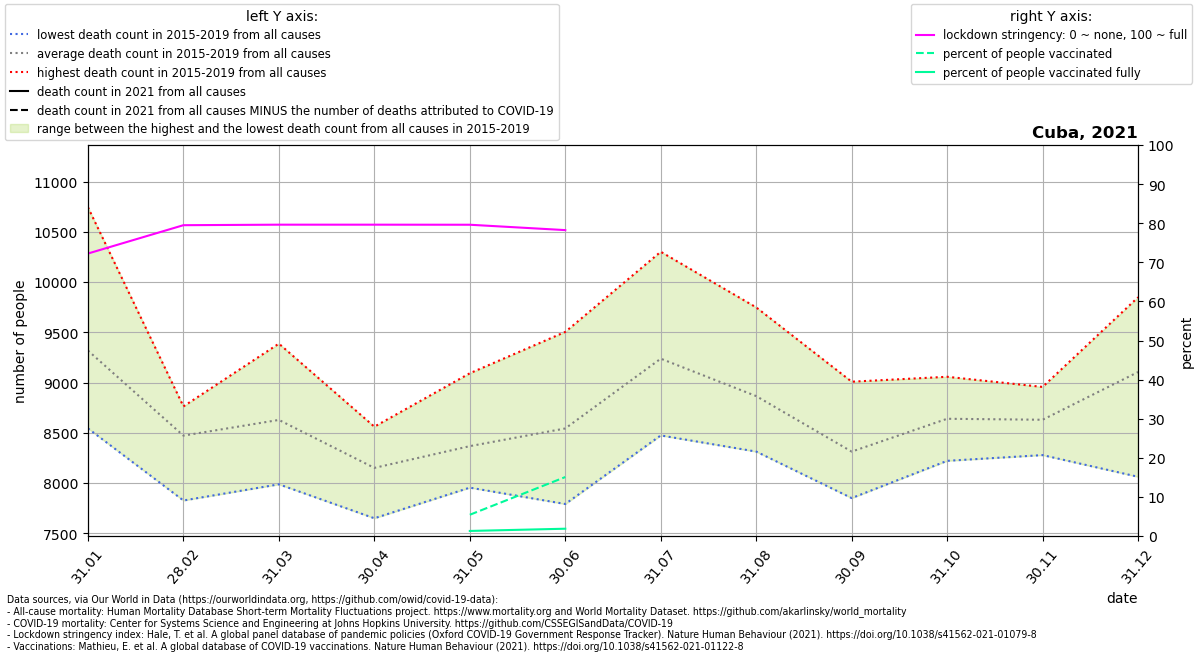 left Y axis:
lowest death count in 2015-2019 from all causes
average death count in 2015-2019 from all causes
highest death count in 2015-2019 from all causes
death count in 2021 from all causes
death count in 2021 from all causes MINUS the number of deaths attributed to COVID-19
range between the highest and the lowest death count from all causes in 2015-2019
right Y axis:
lockdown stringency: 0 ~ none, 100 ~ full
percent of people vaccinated
percent of people vaccinated fully
Cuba, 2021
number of people
11000
10500
10000
9500
9000
8500
8000
7500
100
90
80
70
60
50
40
30
20
10
0
percent
31.01
28.02
31.03
30.04
31.05
30.06
31.07
31.08
30.09
31.10
30.11
31.12
date
Data sources, via Our World in Data (https://ourworldindata.org, https://github.com/owid/covid-19-data):
- All-cause mortality: Human Mortality Database Short-term Mortality Fluctuations project. https://www.mortality.org and World Mortality Dataset. https://github.com/akarlinsky/world_mortality
- COVID-19 mortality: Center for Systems Science and Engineering at Johns Hopkins University. https://github.com/CSSEGISandData/COVID-19
- Lockdown stringency index: Hale, T. et al. A global panel database of pandemic policies (Oxford COVID-19 Government Response Tracker). Nature Human Behaviour (2021). https://doi.org/10.1038/s41562-021-01079-8
- Vaccinations: Mathieu, E. et al. A global database of COVID-19 vaccinations. Nature Human Behaviour (2021). https://doi.org/10.1038/s41562-021-01122-8